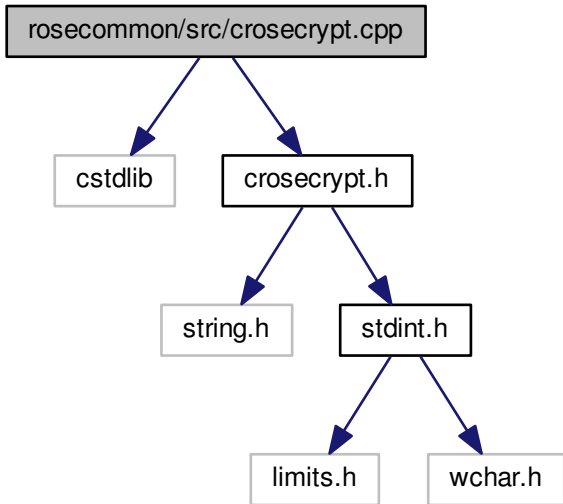 rosecommon/src/crosecrypt.cpp
cstdlib
crosecrypt.h
string.h
stdint.h
limits.h
wchar.h